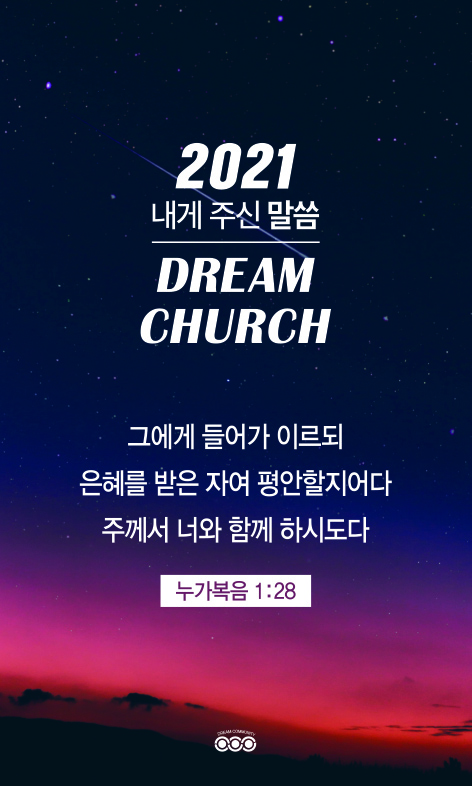 2021
내게 주신 말씀
DREAM
CHURCH
그에게 들어가 이르되
은혜를 받은 자여 평안할지어다
주께서 너와 함께 하시도다
누가복음 1:28
DREAM COMMUNITY